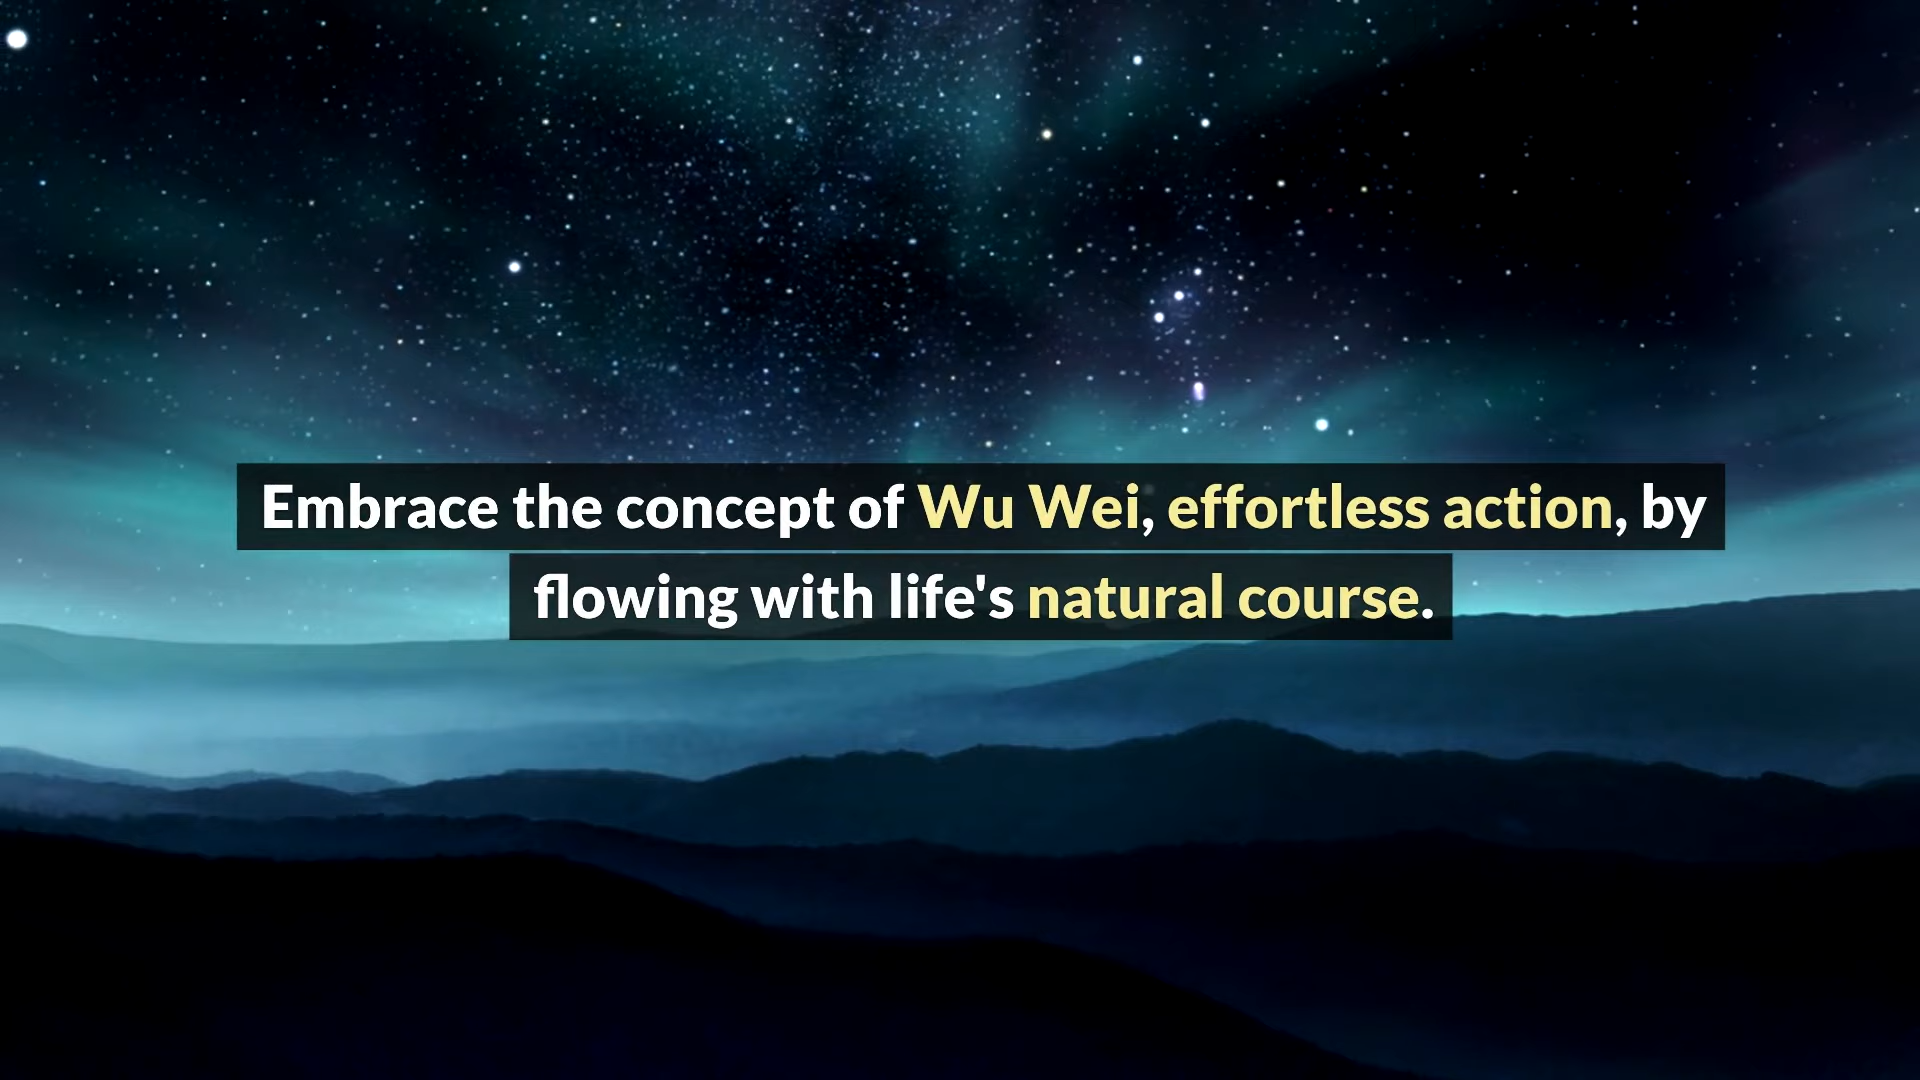 Embrace the concept of Wu Wei, effortless action, by
flowing with life's natural course.